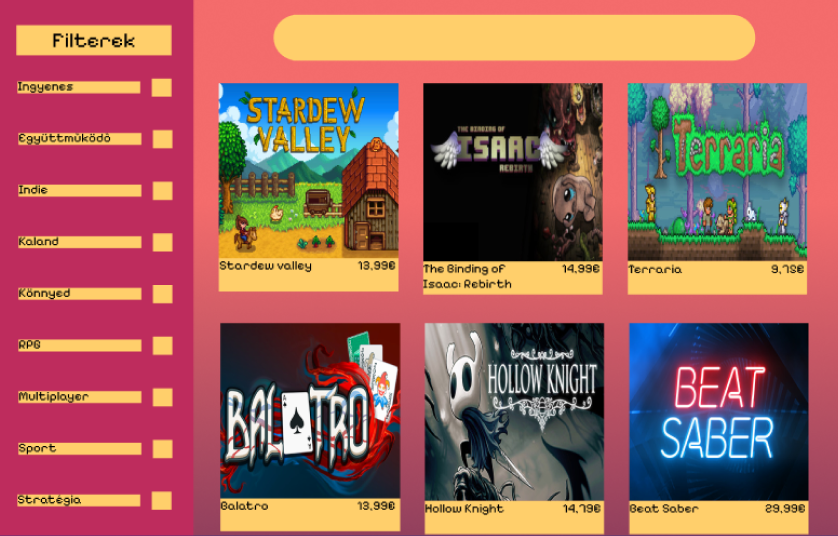 Filterek
Ingyenes
Együttműködő
Indie
Kaland
Könnyed
RPG
Multiplayer
Sport
Stratégia
STARDEW
VALLEY
Stardew valley 13,99€
THE BINDING OF
ISAAC
REBIRTH
The Binding of 14,99€
Isaac: Rebirth
Terraria
Terraria 9,75€
BALATRO
Balatro 13,99€
HOLLOW KNIGHT
Hollow Knight 14,79€
BEAT
SABER
Beat Saber 29,99€